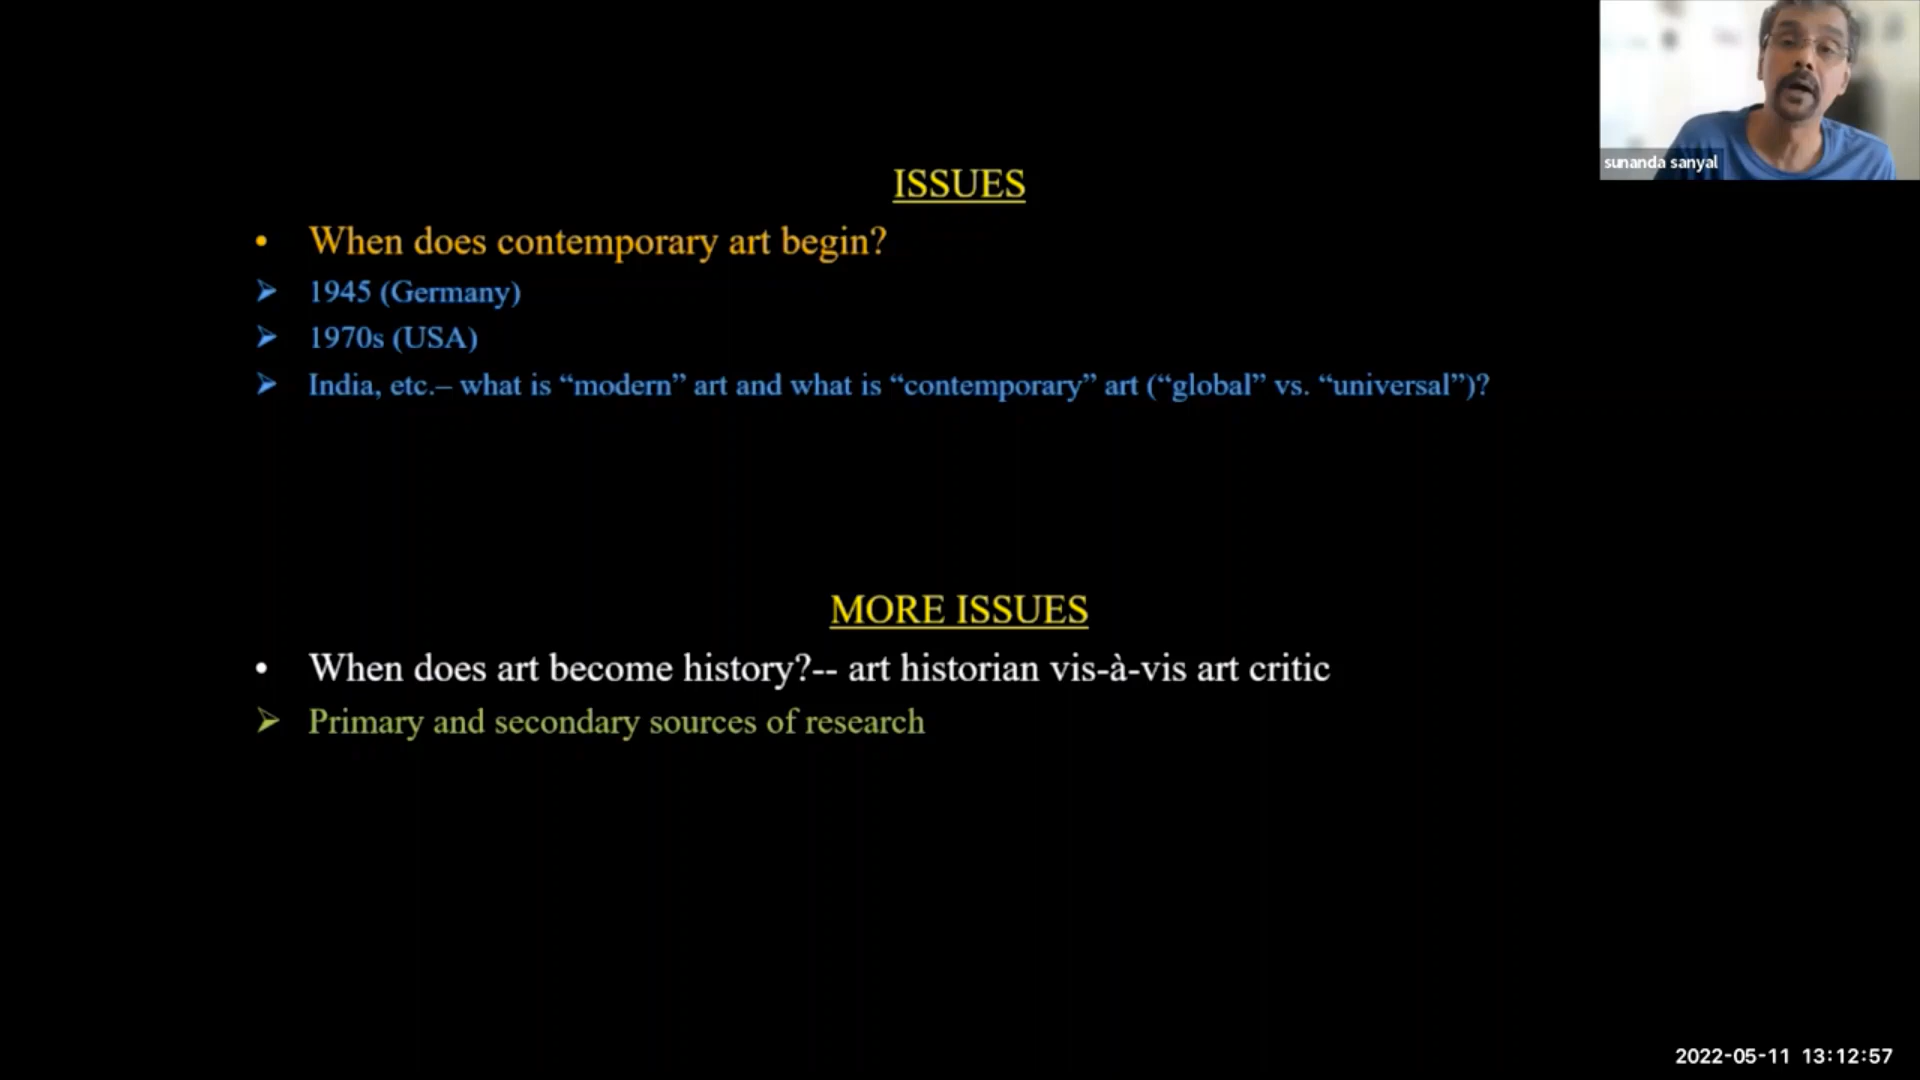 sunanda sanyal
ISSUES
• When does contemporary art begin?
➢ 1945 (Germany)
➢ 1970s (USA)
➢ India, etc.– what is “modern” art and what is “contemporary” art (“global” vs. “universal”)?
MORE ISSUES
• When does art become history?-- art historian vis-à-vis art critic
➢ Primary and secondary sources of research
2022-05-11 13:12:57